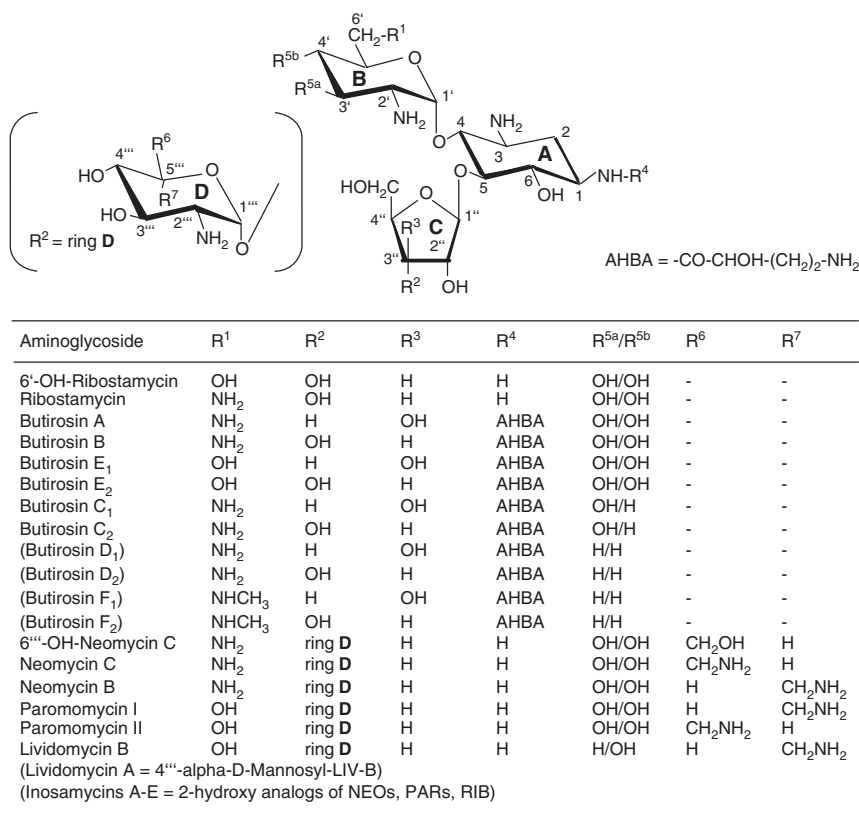 6'
CH₂-R¹
R⁵ᵇ
4'
O
B
R⁵ᵃ
3'
2'
1'
NH₂
O
4
NH₂
3
2
A
5
6
OH
1
NH-R⁴
O
HOH₂C
O
4"
R³
C
1"
2"
3"
R²
OH
R⁶
4'''
5'''
O
HO
R⁷
D
HO
3'''
2'''
1'''
NH₂
O
R² = ring D
AHBA = -CO-CHOH-(CH₂)₂-NH₂
Aminoglycoside R¹ R² R³ R⁴ R⁵ᵃ/R⁵ᵇ R⁶ R⁷
6'-OH-Ribostamycin OH OH H H OH/OH - -
Ribostamycin NH₂ OH H H OH/OH - -
Butirosin A NH₂ H OH AHBA OH/OH - -
Butirosin B NH₂ OH H AHBA OH/OH - -
Butirosin E₁ OH H OH AHBA OH/OH - -
Butirosin E₂ OH OH H AHBA OH/OH - -
Butirosin C₁ NH₂ H OH AHBA OH/H - -
Butirosin C₂ NH₂ OH H AHBA OH/H - -
(Butirosin D₁) NH₂ H OH AHBA H/H - -
(Butirosin D₂) NH₂ OH H AHBA H/H - -
(Butirosin F₁) NHCH₃ H OH AHBA H/H - -
(Butirosin F₂) NHCH₃ OH H AHBA H/H - -
6'''-OH-Neomycin C NH₂ ring D H H OH/OH CH₂OH H
Neomycin C NH₂ ring D H H OH/OH CH₂NH₂ H
Neomycin B NH₂ ring D H H OH/OH H CH₂NH₂
Paromomycin I OH ring D H H OH/OH H CH₂NH₂
Paromomycin II OH ring D H H OH/OH CH₂NH₂ H
Lividomycin B OH ring D H H H/OH H CH₂NH₂
(Lividomycin A = 4'''-alpha-D-Mannosyl-LIV-B)
(Inosamycins A-E = 2-hydroxy analogs of NEOs, PARs, RIB)